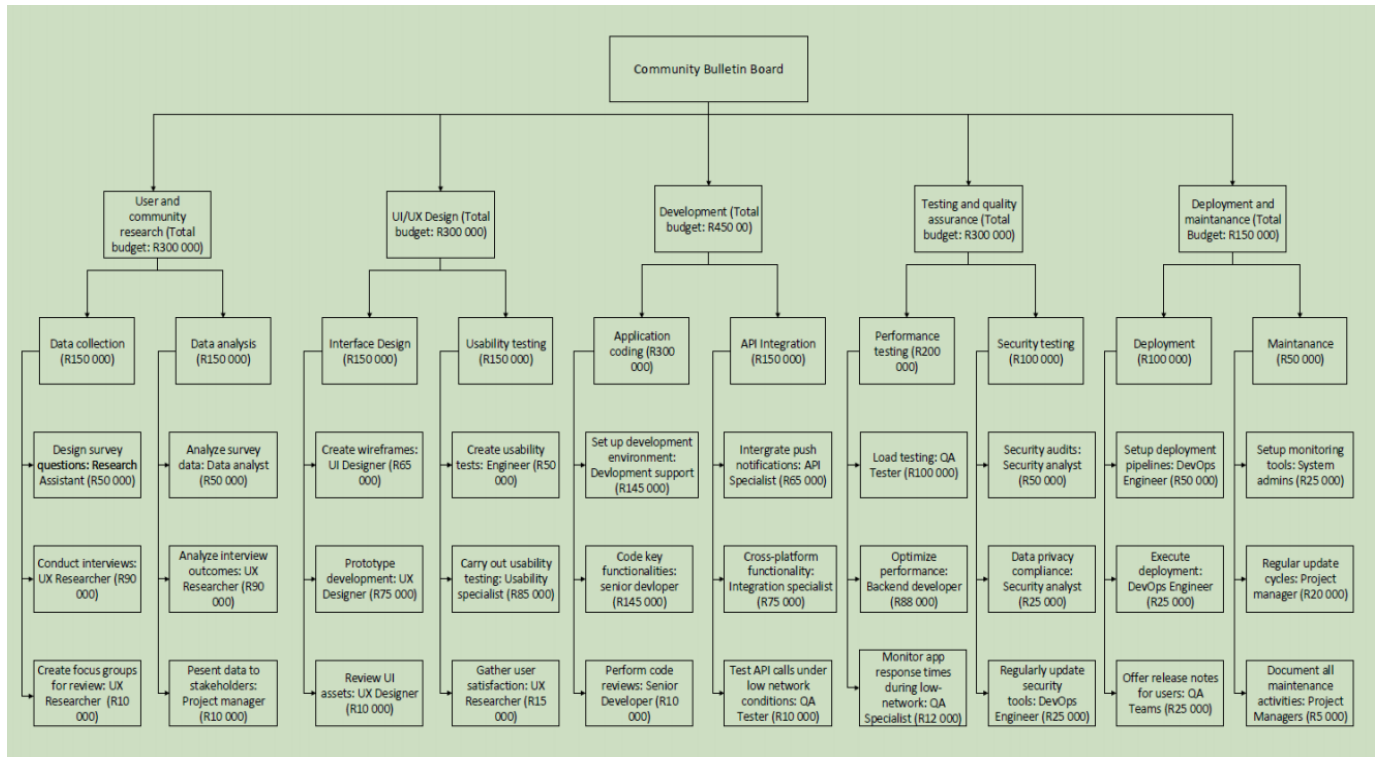 Community Bulletin Board
User and
community
research (Total
budget: R300 000)
UI/UX Design (Total
budget: R300 000)
Development (Total
budget: R450 00)
Testing and quality
assurance (Total
budget: R300 000)
Deployment and
maintanance (Total
Budget: R150 000)
Data collection
(R150 000)
Data analysis
(R150 000)
Interface Design
(R150 000)
Usability testing
(R150 000)
Application
coding (R300
000)
API Integration
(R150 000)
Performance
testing (R200
000)
Security testing
(R100 000)
Deployment
(R100 000)
Maintanance
(R50 000)
Design survey
questions: Research
Assistant (R50 000)
Analyze survey
data: Data analyst
(R50 000)
Create wireframes:
UI Designer (R65
000)
Create usability
tests: Engineer (R50
000)
Set up development
environment:
Devlopment support
(R145 000)
Intergrate push
notifications: API
Specialist (R65 000)
Load testing: QA
Tester (R100 000)
Security audits:
Security analyst
(R50 000)
Setup deployment
pipelines: DevOps
Engineer (R50 000)
Setup monitoring
tools: System
admins (R25 000)
Conduct interviews:
UX Researcher (R90
000)
Analyze interview
outcomes: UX
Researcher (R90
000)
Prototype
development: UX
Designer (R75 000)
Carry out usability
testing: Usability
specialist (R85 000)
Code key
functionalities:
senior devloper
(R145 000)
Cross-platform
functionality:
Integration specialist
(R75 000)
Optimize
performance:
Backend developer
(R88 000)
Data privacy
compliance:
Security analyst
(R25 000)
Execute
deployment:
DevOps Engineer
(R25 000)
Regular update
cycles: Project
manager (R20 000)
Create focus groups
for review: UX
Researcher (R10
000)
Pesent data to
stakeholders:
Project manager
(R10 000)
Review UI
assets: UX Designer
(R10 000)
Gather user
satisfaction: UX
Researcher (R15
000)
Perform code
reviews: Senior
Developer (R10
000)
Test API calls under
low network
conditions: QA
Tester (R10 000)
Monitor app
response times
during low-
network: QA
Specialist (R12 000)
Regularly update
security
tools: DevOps
Engineer (R25 000)
Offer release notes
for users: QA
Teams (R25 000)
Document all
maintenance
activities: Project
Managers (R5 000)